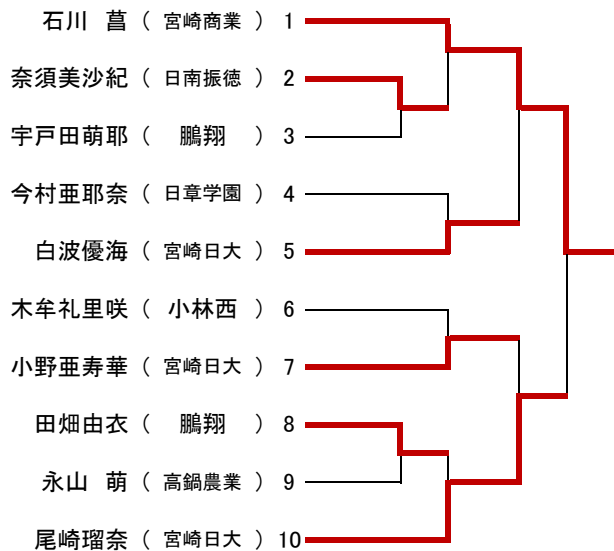 石川 菖 ( 宮崎商業 ) 1
奈須美沙紀 ( 日南振徳 ) 2
宇戸田萌耶 ( 鵬翔 ) 3
今村亜耶奈 ( 日章学園 ) 4
白波優海 ( 宮崎日大 ) 5
木牟礼里咲 ( 小林西 ) 6
小野亜寿華 ( 宮崎日大 ) 7
田畑由衣 ( 鵬翔 ) 8
永山 萌 ( 高鍋農業 ) 9
尾崎瑠奈 ( 宮崎日大 ) 10